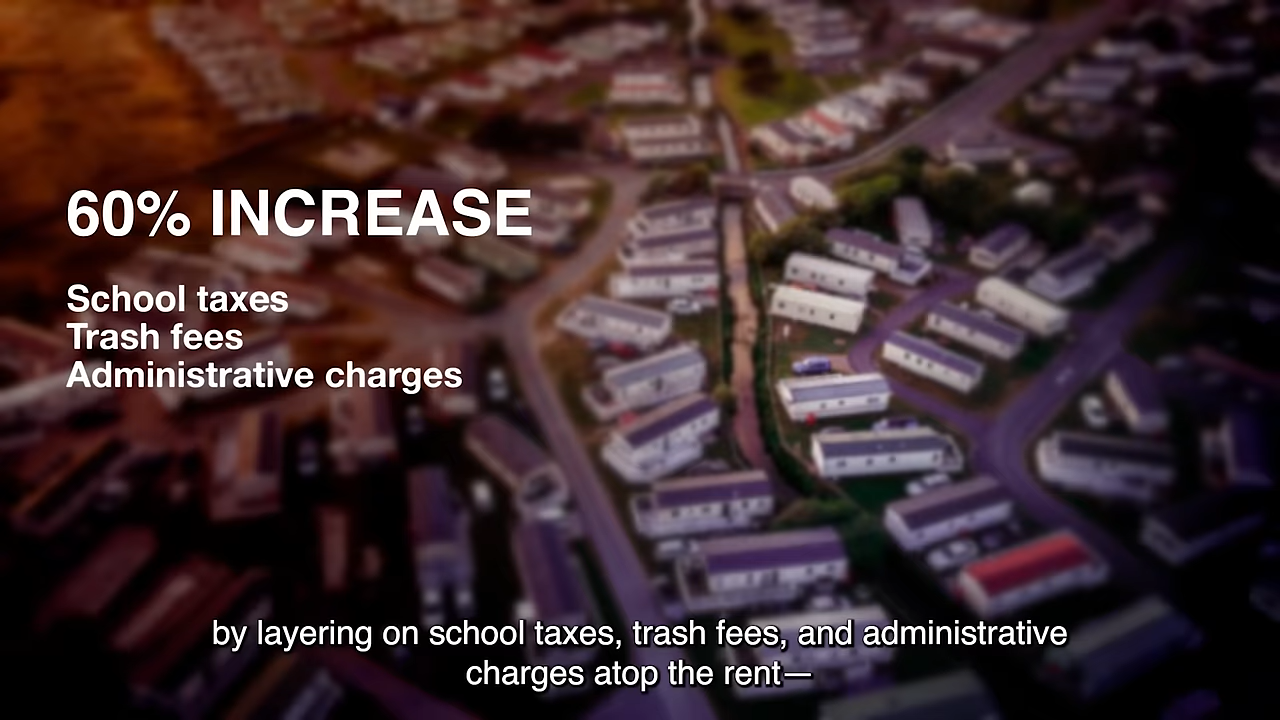 60% INCREASE
School taxes
Trash fees
Administrative charges
by layering on school taxes, trash fees, and administrative
charges atop the rent—